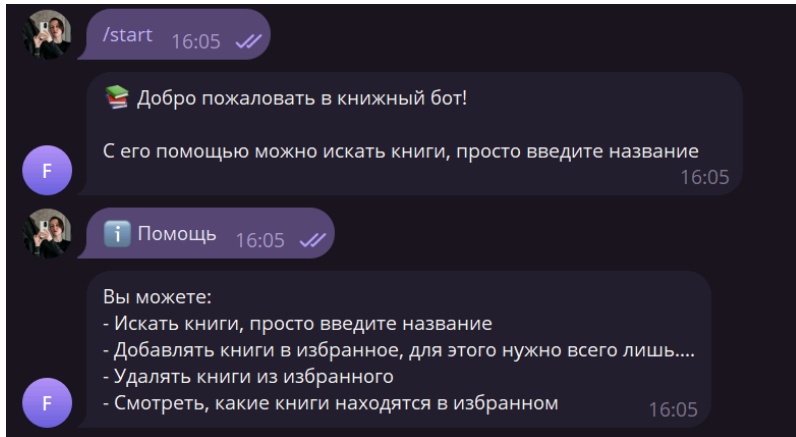 /start 16:05
📚 Добро пожаловать в книжный бот!
С его помощью можно искать книги, просто введите название
16:05
F
ℹ️ Помощь 16:05
Вы можете:
- Искать книги, просто введите название
- Добавлять книги в избранное, для этого нужно всего лишь....
- Удалять книги из избранного
- Смотреть, какие книги находятся в избранном 16:05
F